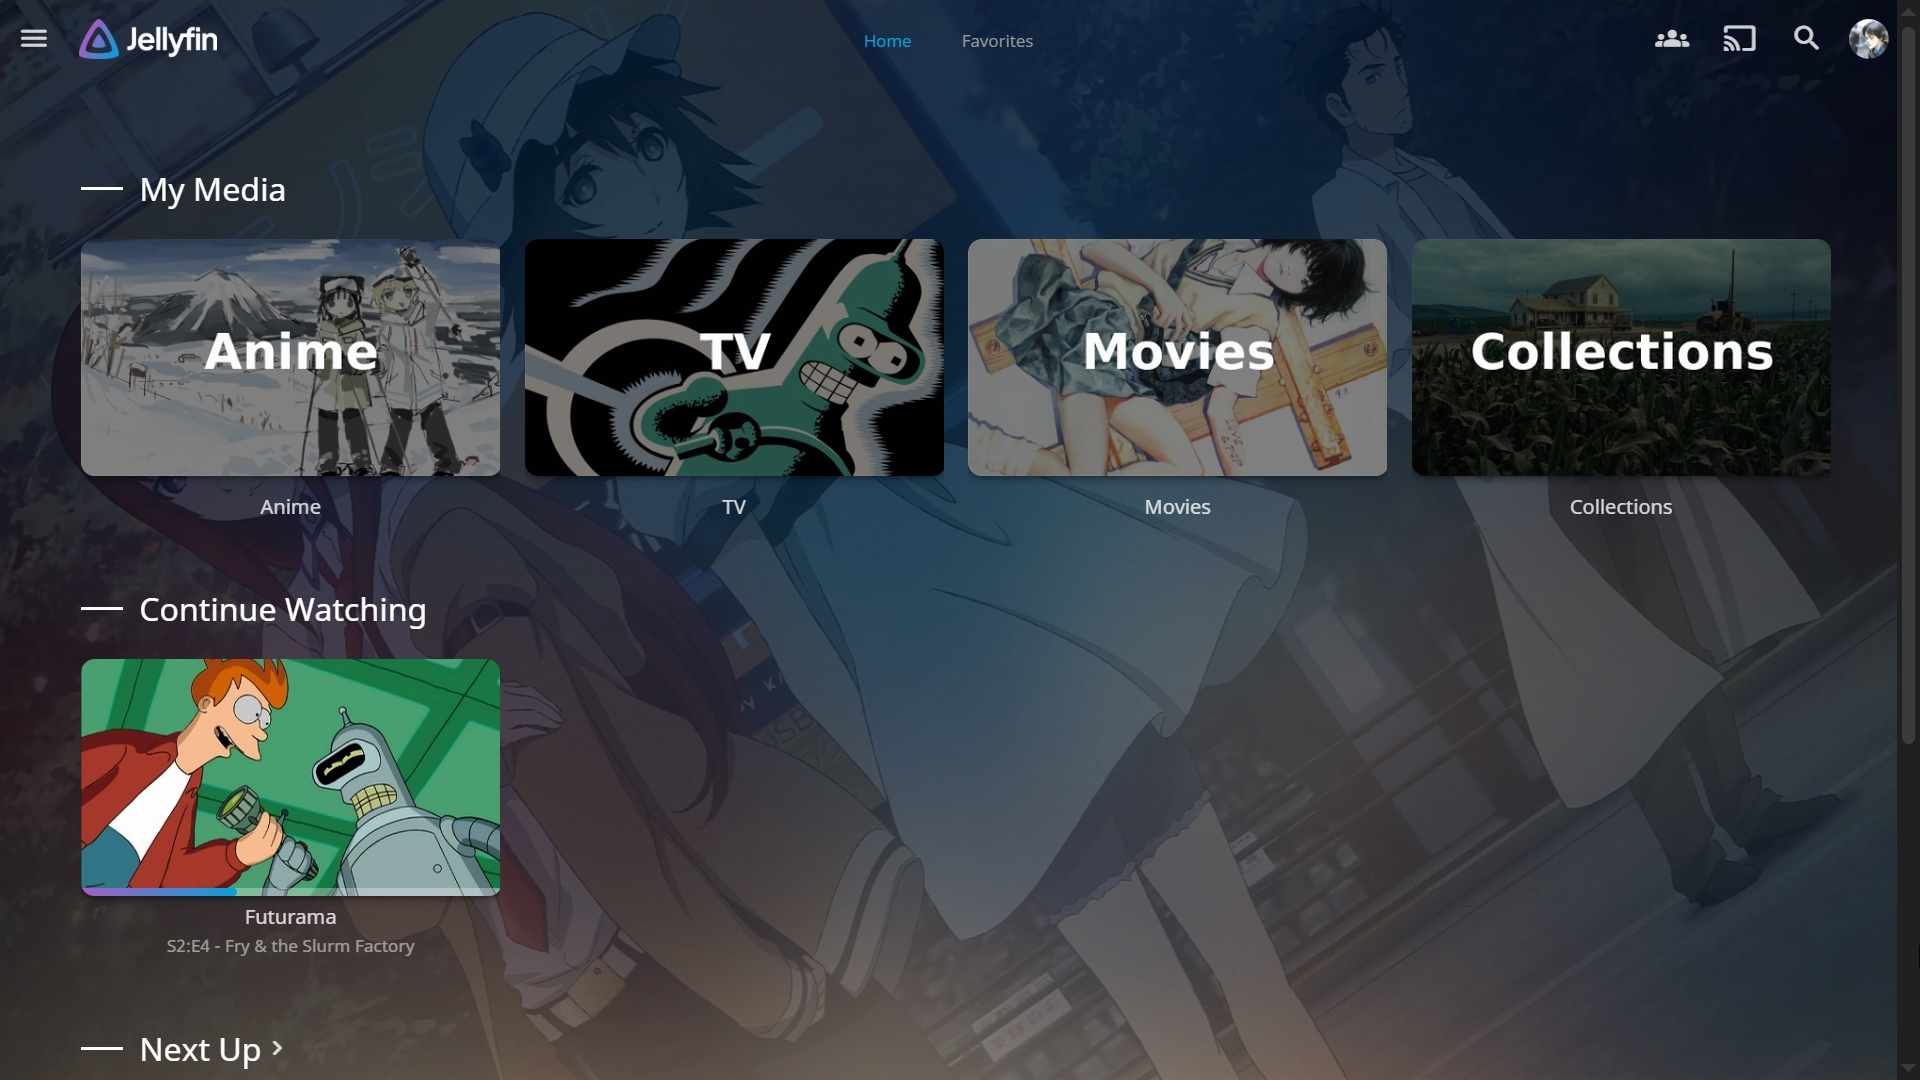 Jellyfin
Home
Favorites
My Media
Anime
TV
Movies
Collections
Anime
TV
Movies
Collections
Continue Watching
Futurama
S2:E4 - Fry & the Slurm Factory
Next Up